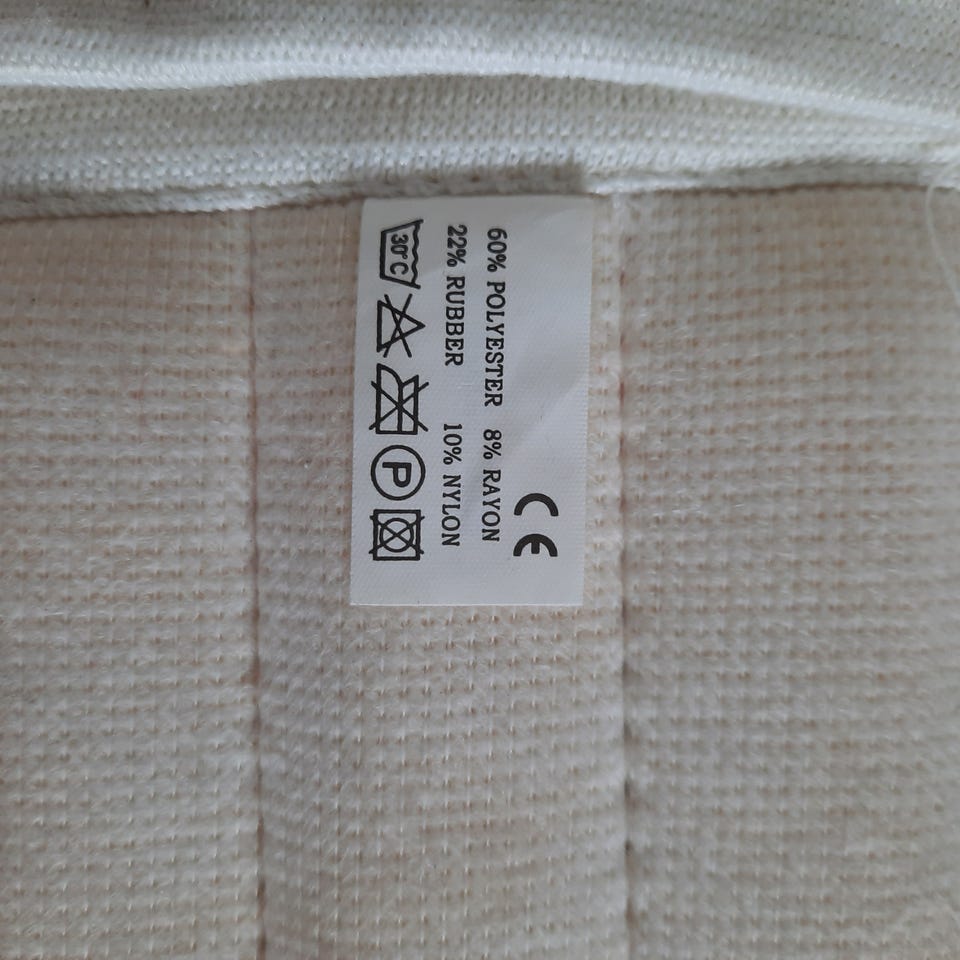 CE
60% POLYESTER 8% RAYON
22% RUBBER 10% NYLON
30°C
P